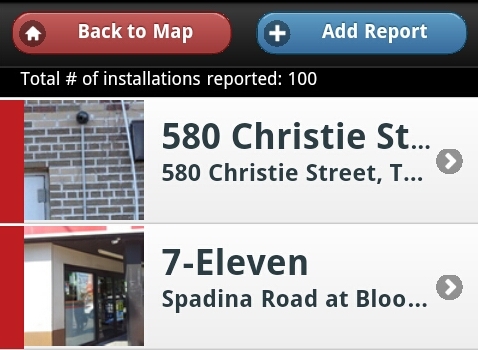 Back to Map
Add Report
Total # of installations reported: 100
580 Christie St...
580 Christie Street, T...
7-Eleven
Spadina Road at Bloo...